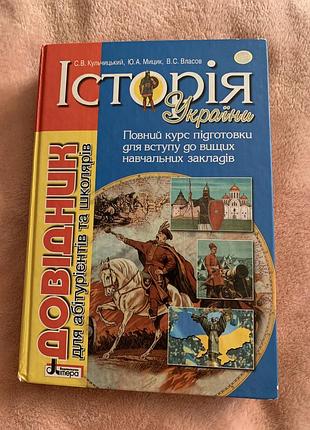 С.В. Кульчицький, Ю.А. Мицик, В.С. Власов
Історія
України
Повний курс підготовки
для вступу до вищих
навчальних закладів
ДОВІДНИК
для абітурієнтів та школярів
літера